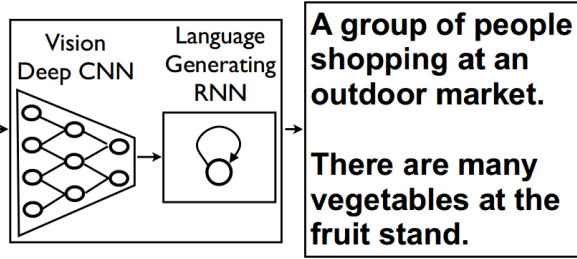 Vision
Deep CNN
Language
Generating
RNN
A group of people
shopping at an
outdoor market.
There are many
vegetables at the
fruit stand.